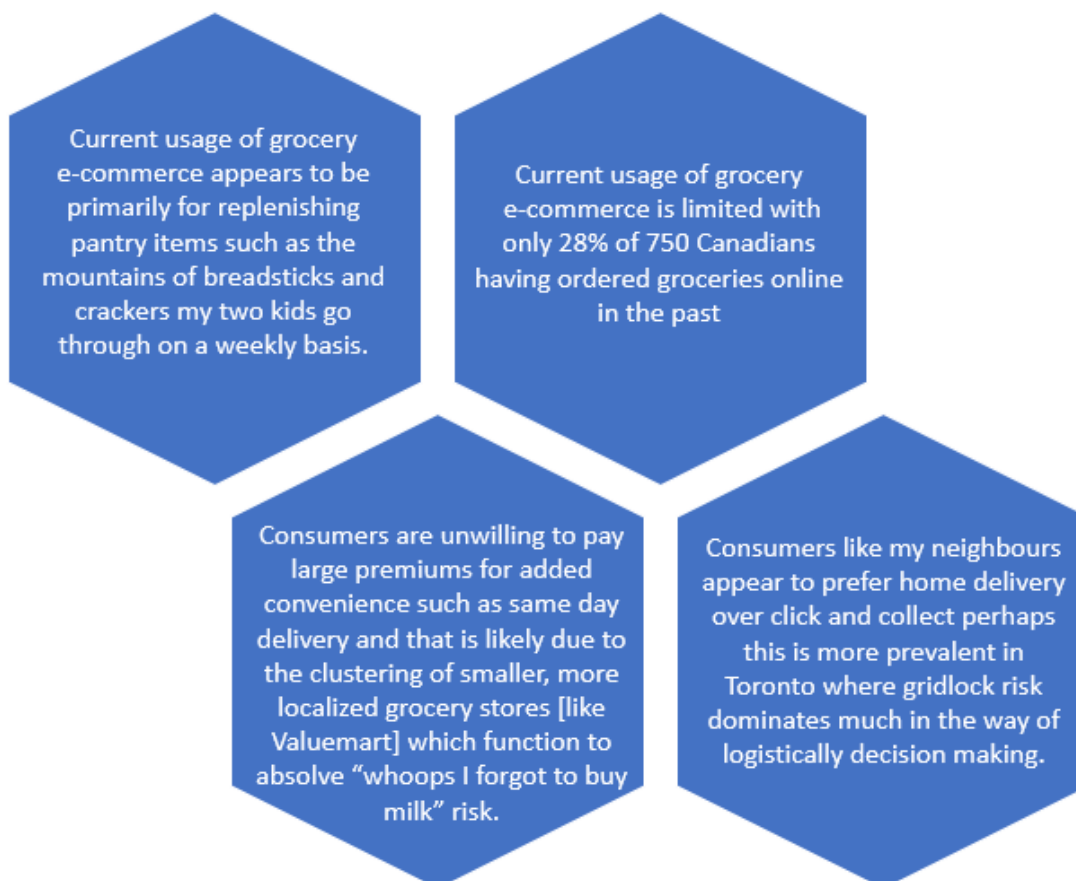 Current usage of grocery
e-commerce appears to be
primarily for replenishing
pantry items such as the
mountains of breadsticks and
crackers my two kids go
through on a weekly basis.
Current usage of grocery
e-commerce is limited with
only 28% of 750 Canadians
having ordered groceries online
in the past
Consumers are unwilling to pay
large premiums for added
convenience such as same day
delivery and that is likely due to
the clustering of smaller, more
localized grocery stores [like
Valuemart] which function to
absolve “whoops I forgot to buy
milk” risk.
Consumers like my neighbours
appear to prefer home delivery
over click and collect perhaps
this is more prevalent in
Toronto where gridlock risk
dominates much in the way of
logistically decision making.